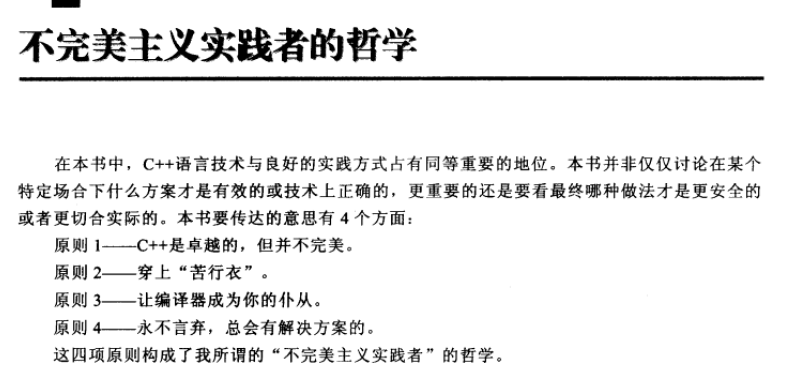 不完美主义实践者的哲学
在本书中，C++语言技术与良好的实践方式占有同等重要的地位。本书并非仅仅讨论在某个
特定场合下什么方案才是有效的或技术上正确的，更重要的还是要看最终哪种做法才是更安全的
或者更切合实际的。本书要传达的意思有 4 个方面：
原则 1——C++是卓越的，但并不完美。
原则 2——穿上“苦行衣”。
原则 3——让编译器成为你的仆从。
原则 4——永不言弃，总会有解决方案的。
这四项原则构成了我所谓的“不完美主义实践者”的哲学。